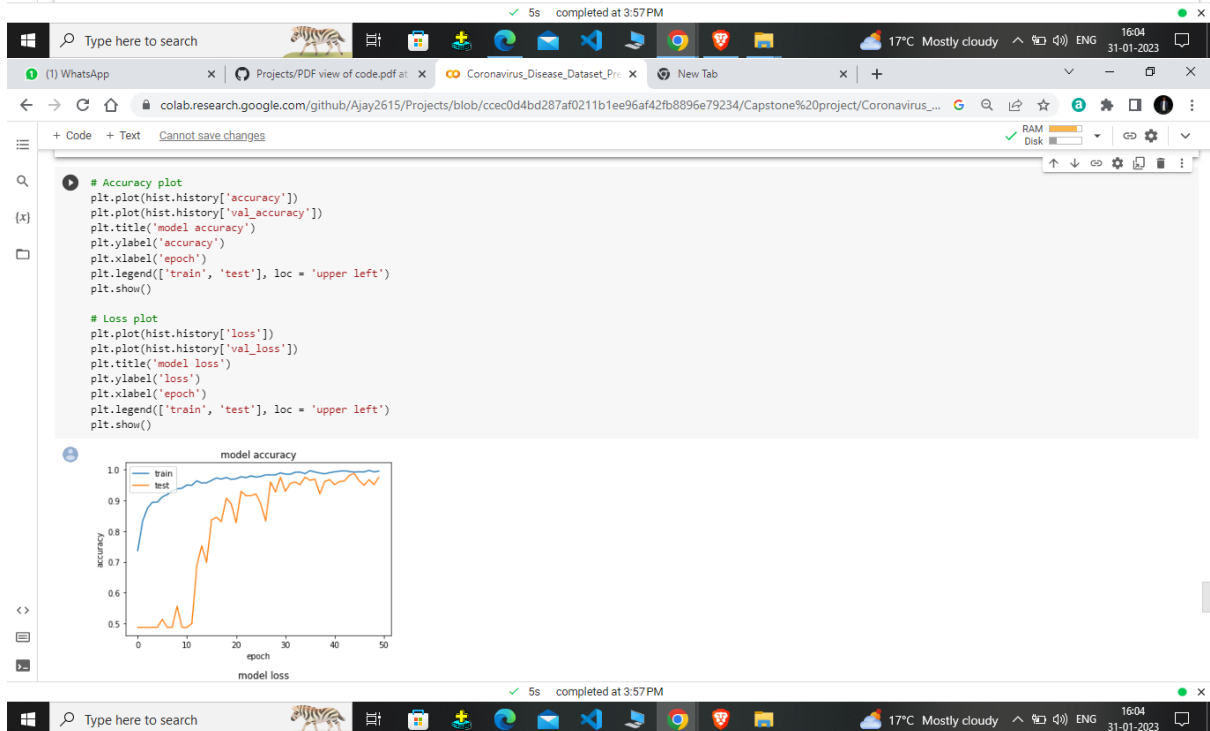 5s completed at 3:57 PM
Type here to search
17°C Mostly cloudy
ENG
16:04
31-01-2023
(1) WhatsApp
Projects/PDF view of code.pdf at
Coronavirus_Disease_Dataset_Pre
New Tab
colab.research.google.com/github/Ajay2615/Projects/blob/ccec0d4bd287af0211b1ee96af42fb8896e79234/Capstone%20project/Coronavirus_...
+ Code + Text Cannot save changes
RAM
Disk
# Accuracy plot
plt.plot(hist.history['accuracy'])
plt.plot(hist.history['val_accuracy'])
plt.title('model accuracy')
plt.ylabel('accuracy')
plt.xlabel('epoch')
plt.legend(['train', 'test'], loc = 'upper left')
plt.show()
# Loss plot
plt.plot(hist.history['loss'])
plt.plot(hist.history['val_loss'])
plt.title('model loss')
plt.ylabel('loss')
plt.xlabel('epoch')
plt.legend(['train', 'test'], loc = 'upper left')
plt.show()
model accuracy
train
test
1.0
0.9
0.8
0.7
0.6
0.5
accuracy
0 10 20 30 40 50
epoch
model loss
5s completed at 3:57 PM
Type here to search
17°C Mostly cloudy
ENG
16:04
31-01-2023